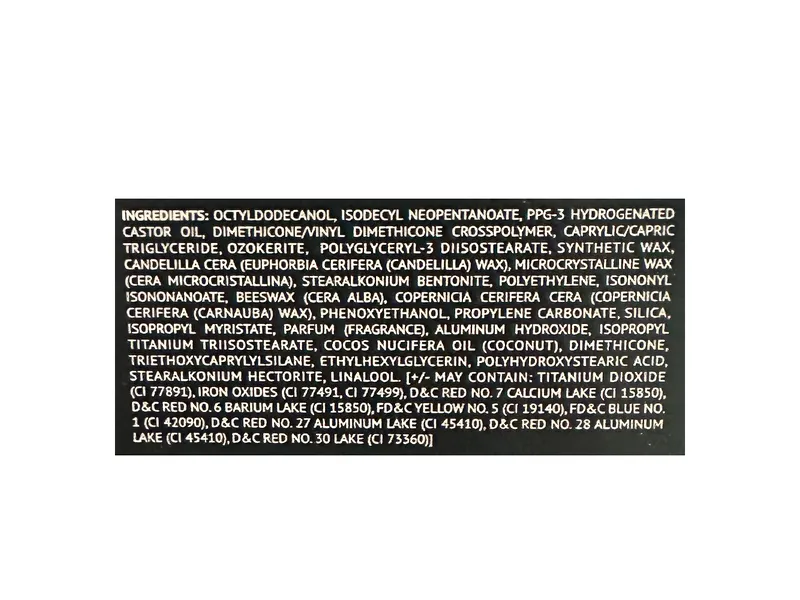 INGREDIENTS: OCTYLDODECANOL, ISODECYL NEOPENTANOATE, PPG-3 HYDROGENATED
CASTOR OIL, DIMETHICONE/VINYL DIMETHICONE CROSSPOLYMER, CAPRYLIC/CAPRIC
TRIGLYCERIDE, OZOKERITE, POLYGLYCERYL-3 DIISOSTEARATE, SYNTHETIC WAX,
CANDELILLA CERA (EUPHORBIA CERIFERA (CANDELILLA) WAX), MICROCRYSTALLINE WAX
(CERA MICROCRISTALLINA), STEARALKONIUM BENTONITE, POLYETHYLENE, ISONONYL
ISONONANOATE, BEESWAX (CERA ALBA), COPERNICIA CERIFERA CERA (COPERNICIA
CERIFERA (CARNAUBA) WAX), PHENOXYETHANOL, PROPYLENE CARBONATE, SILICA,
ISOPROPYL MYRISTATE, PARFUM (FRAGRANCE), ALUMINUM HYDROXIDE, ISOPROPYL
TITANIUM TRIISOSTEARATE, COCOS NUCIFERA OIL (COCONUT), DIMETHICONE,
TRIETHOXYCAPRYLYLSILANE, ETHYLHEXYLGLYCERIN, POLYHYDROXYSTEARIC ACID,
STEARALKONIUM HECTORITE, LINALOOL. [+/- MAY CONTAIN: TITANIUM DIOXIDE
(CI 77891), IRON OXIDES (CI 77491, CI 77499), D&C RED NO. 7 CALCIUM LAKE (CI 15850),
D&C RED NO. 6 BARIUM LAKE (CI 15850), FD&C YELLOW NO. 5 (CI 19140), FD&C BLUE NO.
1 (CI 42090), D&C RED NO. 27 ALUMINUM LAKE (CI 45410), D&C RED NO. 28 ALUMINUM
LAKE (CI 45410), D&C RED NO. 30 LAKE (CI 73360)]